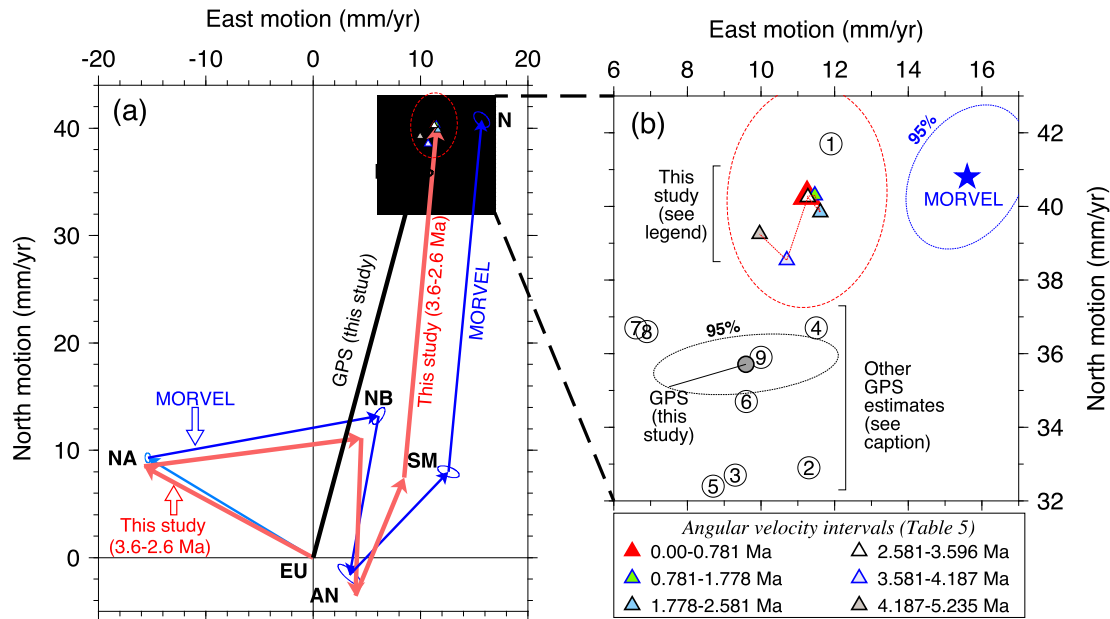 East motion (mm/yr)
-20 -10 0 10 20
(a)
North motion (mm/yr)
40
30
20
10
0
N
GPS (this study)
This study (3.6-2.6 Ma)
MORVEL
MORVEL
NB
NA
SM
This study
(3.6-2.6 Ma)
EU
AN
East motion (mm/yr)
6 8 10 12 14 16
(b)
95%
1
MORVEL
This
study
(see
legend)
42
40
38
36
34
32
North motion (mm/yr)
7 8
95%
4
9
GPS
(this
study)
6
Other
GPS
estimates
(see
caption)
2
3
5
Angular velocity intervals (Table 5)
0.00-0.781 Ma
0.781-1.778 Ma
1.778-2.581 Ma
2.581-3.596 Ma
3.581-4.187 Ma
4.187-5.235 Ma